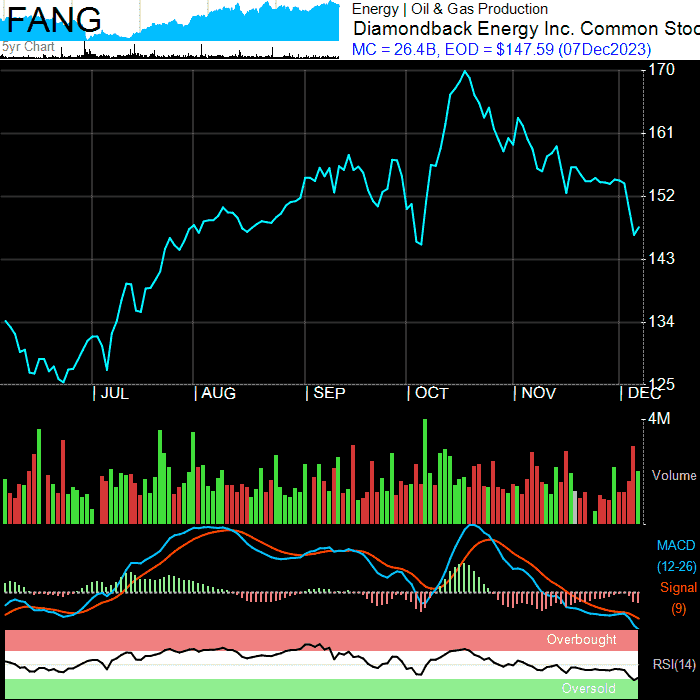 FANG
5yr Chart
Energy | Oil & Gas Production
Diamondback Energy Inc. Common Stoc
MC = 26.4B, EOD = $147.59 (07Dec2023)
170
161
152
143
134
125
| JUL | AUG | SEP | OCT | NOV | DEC
4M
Volume
MACD
(12-26)
Signal
(9)
Overbought
RSI(14)
Oversold